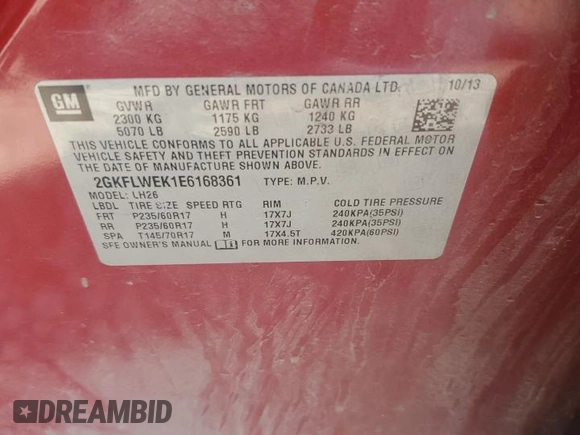 GM
MFD BY GENERAL MOTORS OF CANADA LTD. 10/13
GVWR GAWR FRT GAWR RR
2300 KG 1175 KG 1240 KG
5070 LB 2590 LB 2733 LB
THIS VEHICLE CONFORMS TO ALL APPLICABLE U.S. FEDERAL MOTOR
VEHICLE SAFETY AND THEFT PREVENTION STANDARDS IN EFFECT ON
THE DATE OF MANUFACTURE SHOWN ABOVE.
2GKFLWEK1E6168361 TYPE: M.P.V.
MODEL: LH26
LBDL TIRE SIZE SPEED RTG RIM COLD TIRE PRESSURE
FRT P235/60R17 H 17X7J 240KPA(35PSI)
RR P235/60R17 H 17X7J 240KPA(35PSI)
SPA T145/70R17 M 17X4.5T 420KPA(60PSI)
SEE OWNER'S MANUAL FOR MORE INFORMATION.
DREAMBID